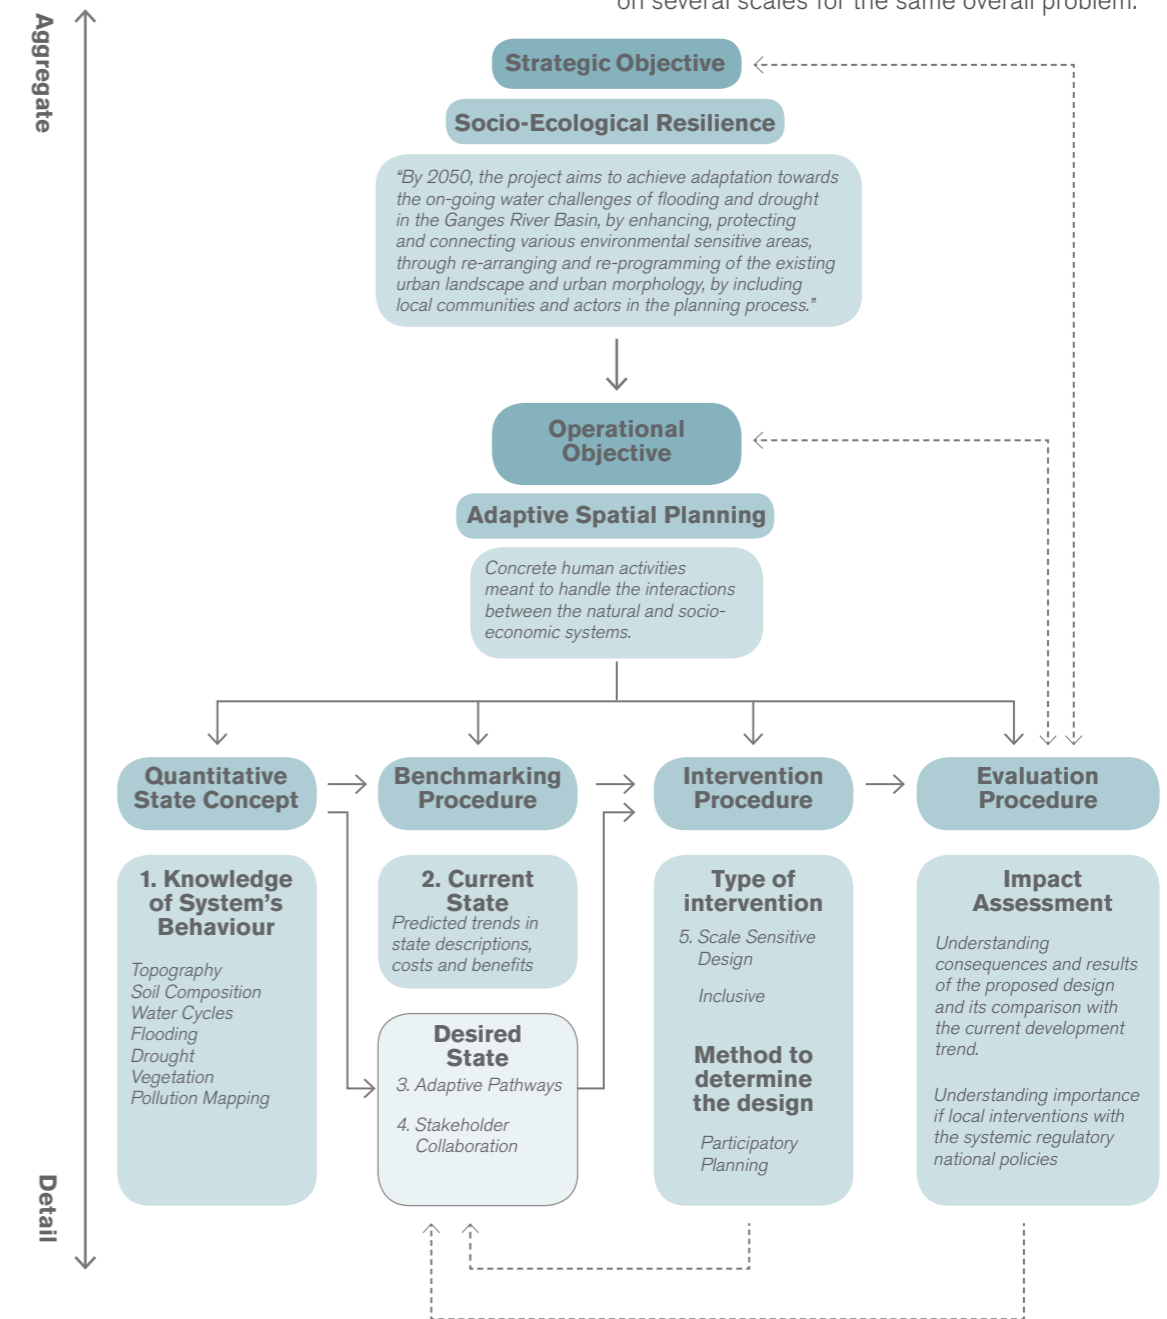 on several scales for the same overall problem.
Aggregate
Strategic Objective
Socio-Ecological Resilience
“By 2050, the project aims to achieve adaptation towards
the on-going water challenges of flooding and drought
in the Ganges River Basin, by enhancing, protecting
and connecting various environmental sensitive areas,
through re-arranging and re-programming of the existing
urban landscape and urban morphology, by including
local communities and actors in the planning process.”
Operational
Objective
Adaptive Spatial Planning
Concrete human activities
meant to handle the interactions
between the natural and socio-
economic systems.
Quantitative
State Concept
Benchmarking
Procedure
Intervention
Procedure
Evaluation
Procedure
1. Knowledge
of System’s
Behaviour
Topography
Soil Composition
Water Cycles
Flooding
Drought
Vegetation
Pollution Mapping
2. Current
State
Predicted trends in
state descriptions,
costs and benefits
Desired
State
3. Adaptive Pathways
4. Stakeholder
Collaboration
Type of
intervention
5. Scale Sensitive
Design
Inclusive
Method to
determine
the design
Participatory
Planning
Impact
Assessment
Understanding
consequences and results
of the proposed design
and its comparison with
the current development
trend.
Understanding importance
if local interventions with
the systemic regulatory
national policies
Detail